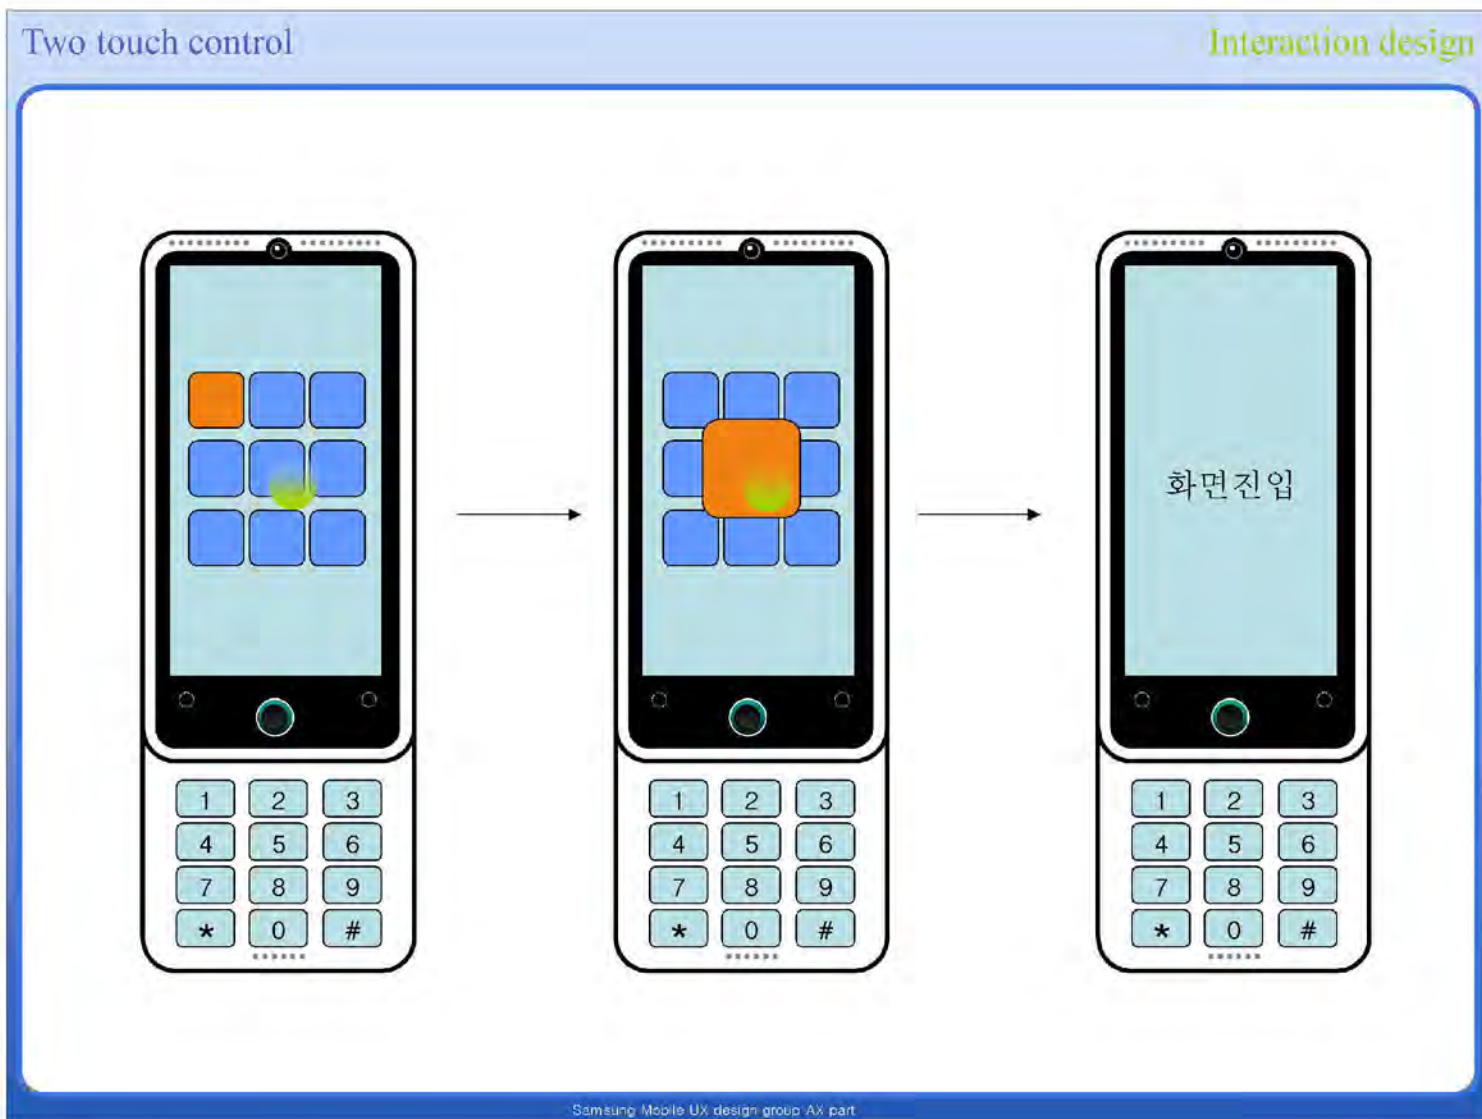 Two touch control
Interaction design
화면진입
1 2 3
4 5 6
7 8 9
* 0 #
1 2 3
4 5 6
7 8 9
* 0 #
1 2 3
4 5 6
7 8 9
* 0 #
Samsung Mobile UX design group AX part